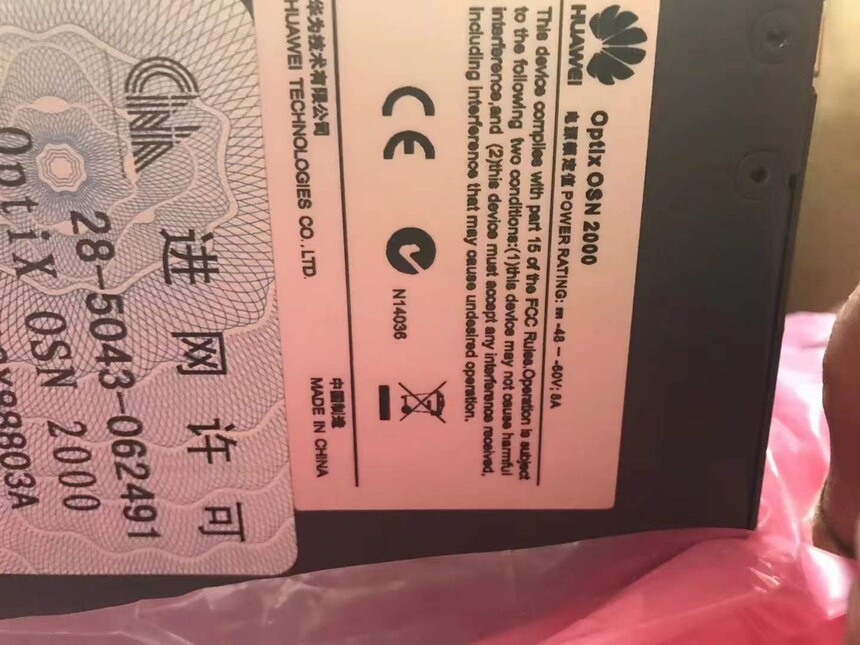 HUAWEI
Optix OSN 2000
电源额定值 POWER RATING: ⎓ -48 – -60V; 8A
This device complies with part 15 of the FCC Rules.Operation is subject
to the following two conditions:(1)this device may not cause harmful
interference,and (2)this device must accept any interference received,
including interference that may cause undesired operation.
CE
N14036
华为技术有限公司
HUAWEI TECHNOLOGIES CO., LTD.
中国制造
MADE IN CHINA
进网许可
28-5043-062491
OptiX OSN 2000